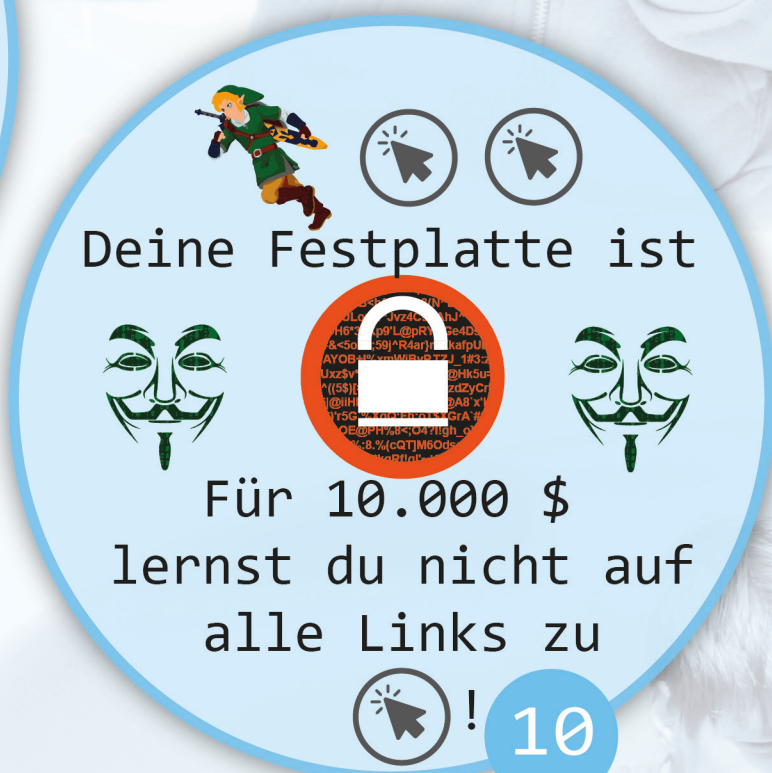 Deine Festplatte ist
Für 10.000 $
lernst du nicht auf
alle Links zu
!
10